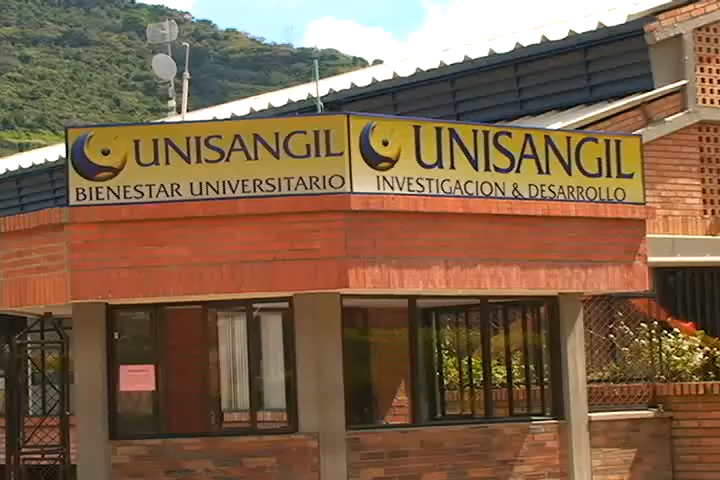 UNISANGIL
BIENESTAR UNIVERSITARIO
UNISANGIL
INVESTIGACION & DESARROLLO